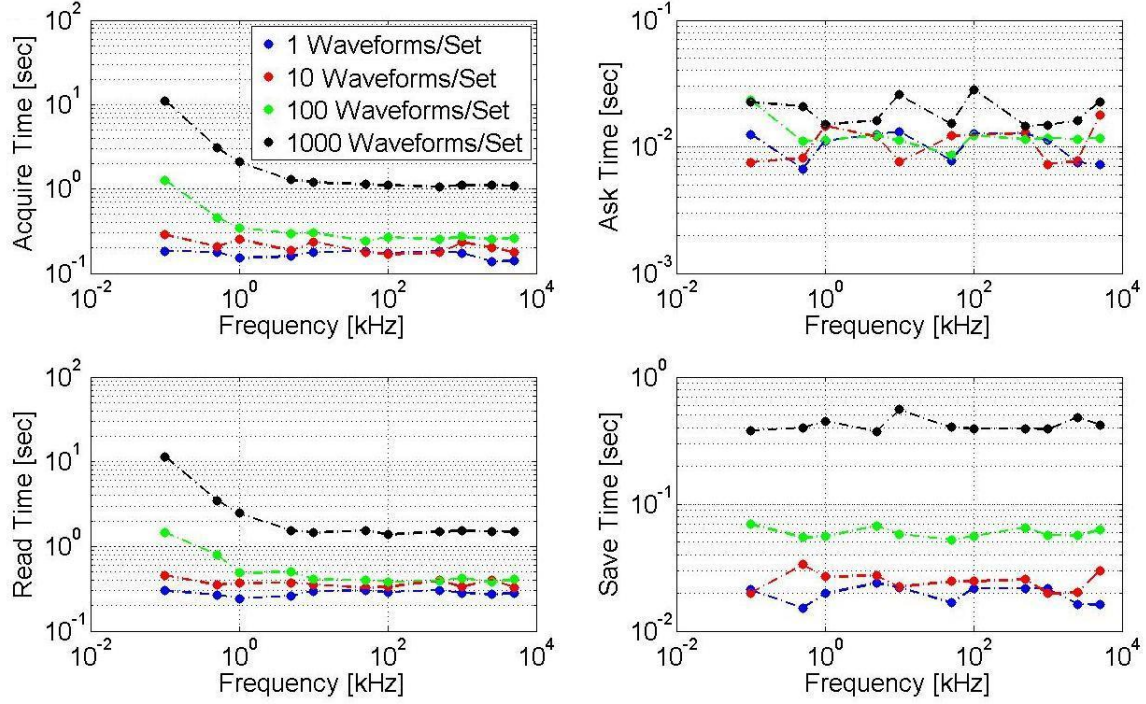 10^2
10^1
10^0
10^-1
Acquire Time [sec]
1 Waveforms/Set
10 Waveforms/Set
100 Waveforms/Set
1000 Waveforms/Set
10^-2 10^0 10^2 10^4
Frequency [kHz]
10^-1
10^-2
10^-3
Ask Time [sec]
10^-2 10^0 10^2 10^4
Frequency [kHz]
10^2
10^1
10^0
10^-1
Read Time [sec]
10^-2 10^0 10^2 10^4
Frequency [kHz]
10^0
10^-1
10^-2
Save Time [sec]
10^-2 10^0 10^2 10^4
Frequency [kHz]